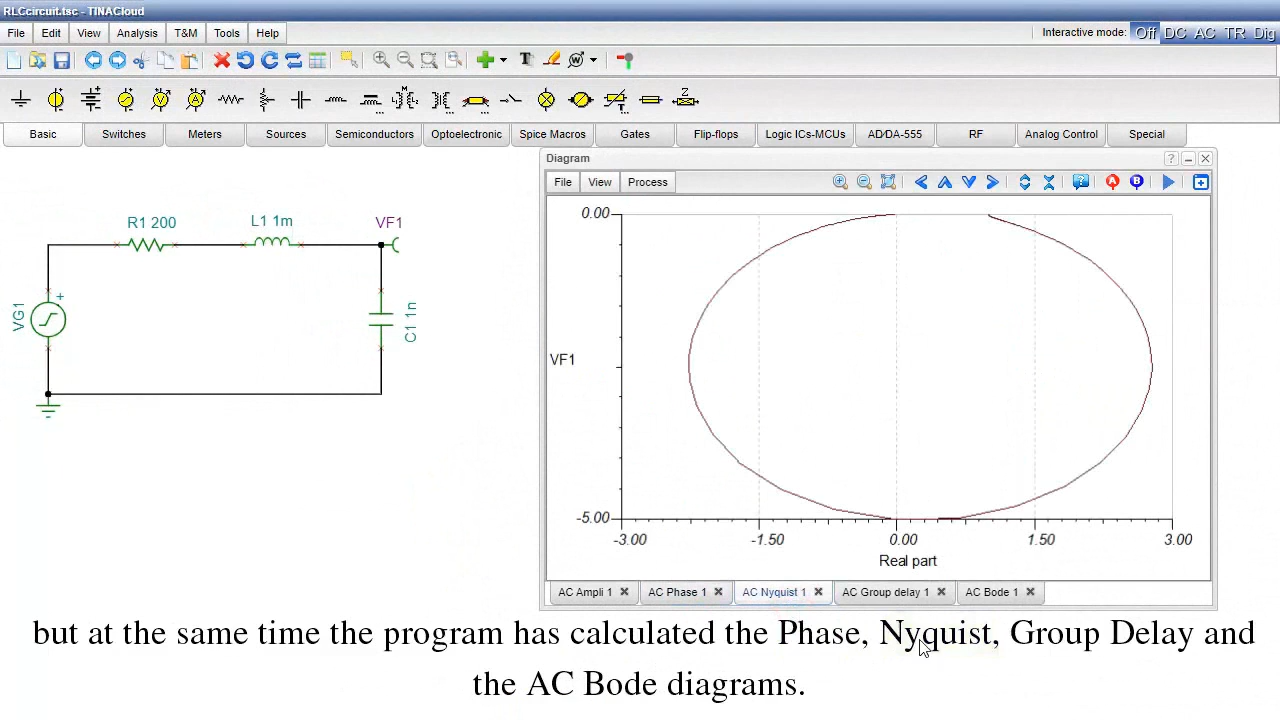 RLCcircuit.tsc - TINACloud
File Edit View Analysis T&M Tools Help Interactive mode: Off DC AC TR Dig
Basic Switches Meters Sources Semiconductors Optoelectronic Spice Macros Gates Flip-flops Logic ICs-MCUs AD/DA-555 RF Analog Control Special
Diagram
File View Process A B
R1 200 L1 1m VF1
VG1 +
C1 1n
0.00
VF1
-5.00
-3.00 -1.50 0.00 1.50 3.00
Real part
AC Ampli 1 AC Phase 1 AC Nyquist 1 AC Group delay 1 AC Bode 1
but at the same time the program has calculated the Phase, Nyquist, Group Delay and
the AC Bode diagrams.